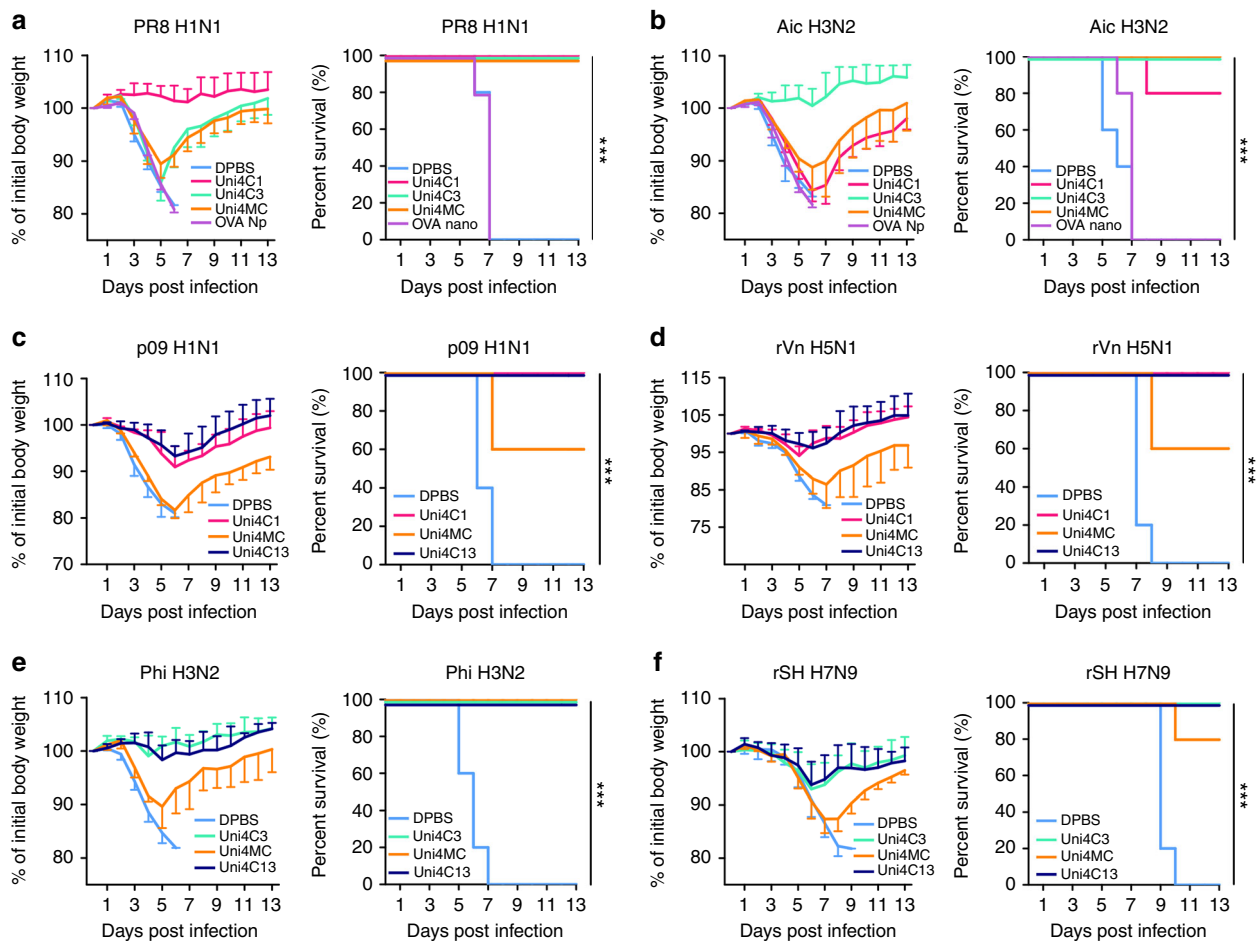 a
PR8 H1N1
% of initial body weight
110
100
90
80
DPBS
Uni4C1
Uni4C3
Uni4MC
OVA Np
1 3 5 7 9 11 13
Days post infection
PR8 H1N1
Percent survival (%)
100
80
60
40
20
0
DPBS
Uni4C1
Uni4C3
Uni4MC
OVA nano
1 3 5 7 9 11 13
Days post infection
***
b
Aic H3N2
% of initial body weight
110
100
90
80
DPBS
Uni4C1
Uni4C3
Uni4MC
OVA Np
1 3 5 7 9 11 13
Days post infection
Aic H3N2
Percent survival (%)
100
80
60
40
20
0
DPBS
Uni4C1
Uni4C3
Uni4MC
OVA nano
1 3 5 7 9 11 13
Days post infection
***
c
p09 H1N1
% of initial body weight
110
100
90
80
70
DPBS
Uni4C1
Uni4MC
Uni4C13
1 3 5 7 9 11 13
Days post infection
p09 H1N1
Percent survival (%)
100
80
60
40
20
0
DPBS
Uni4C1
Uni4MC
Uni4C13
1 3 5 7 9 11 13
Days post infection
***
d
rVn H5N1
% of initial body weight
115
105
95
85
75
DPBS
Uni4C1
Uni4MC
Uni4C13
1 3 5 7 9 11 13
Days post infection
rVn H5N1
Percent survival (%)
100
80
60
40
20
0
DPBS
Uni4C1
Uni4MC
Uni4C13
1 3 5 7 9 11 13
Days post infection
***
e
Phi H3N2
% of initial body weight
110
100
90
80
DPBS
Uni4C3
Uni4MC
Uni4C13
1 3 5 7 9 11 13
Days post infection
Phi H3N2
Percent survival (%)
100
80
60
40
20
0
DPBS
Uni4C3
Uni4MC
Uni4C13
1 3 5 7 9 11 13
Days post infection
***
f
rSH H7N9
% of initial body weight
110
100
90
80
DPBS
Uni4C3
Uni4MC
Uni4C13
1 3 5 7 9 11 13
Days post infection
rSH H7N9
Percent survival (%)
100
80
60
40
20
0
DPBS
Uni4C3
Uni4MC
Uni4C13
1 3 5 7 9 11 13
Days post infection
***